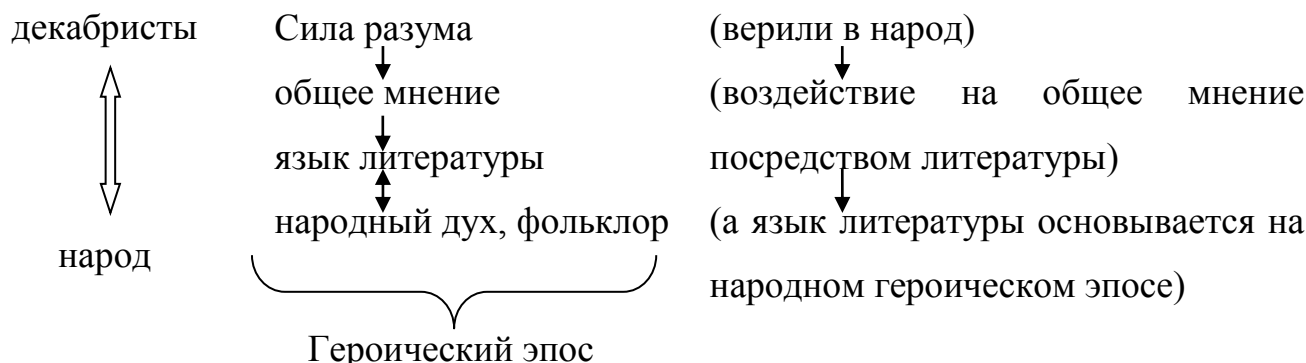 декабристы Сила разума (верили в народ)
общее мнение (воздействие на общее мнение
язык литературы посредством литературы)
народный дух, фольклор (а язык литературы основывается на
народ
народном героическом эпосе)
Героический эпос